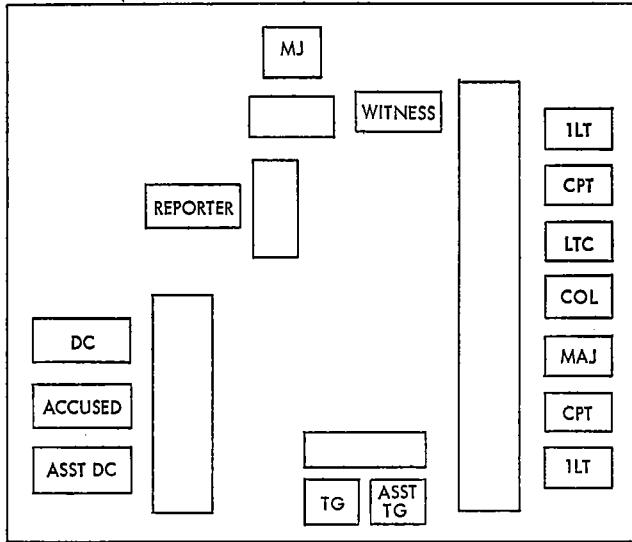 MJ
WITNESS
1LT
CPT
REPORTER
LTC
COL
DC
MAJ
ACCUSED
CPT
ASST DC
1LT
TG
ASST
TG